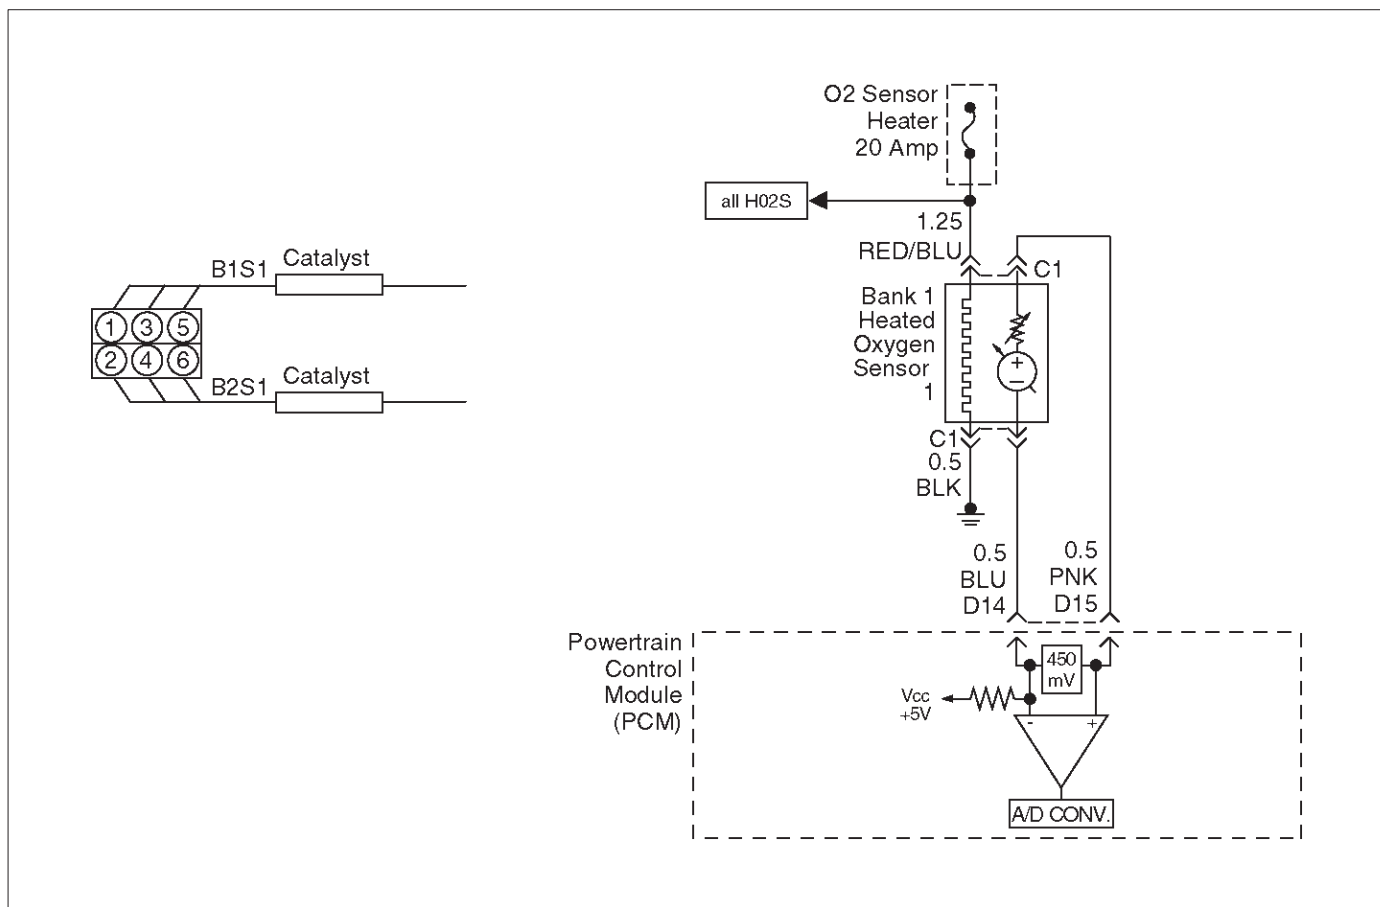 O2 Sensor
Heater
20 Amp
all H02S
1.25
RED/BLU
C1
Bank 1
Heated
Oxygen
Sensor
1
+
−
C1
0.5
BLK
0.5
BLU
D14
0.5
PNK
D15
B1S1
Catalyst
1 3 5
2 4 6
B2S1
Catalyst
Powertrain
Control
Module
(PCM)
450
mV
Vcc
+5V
- +
A/D CONV.